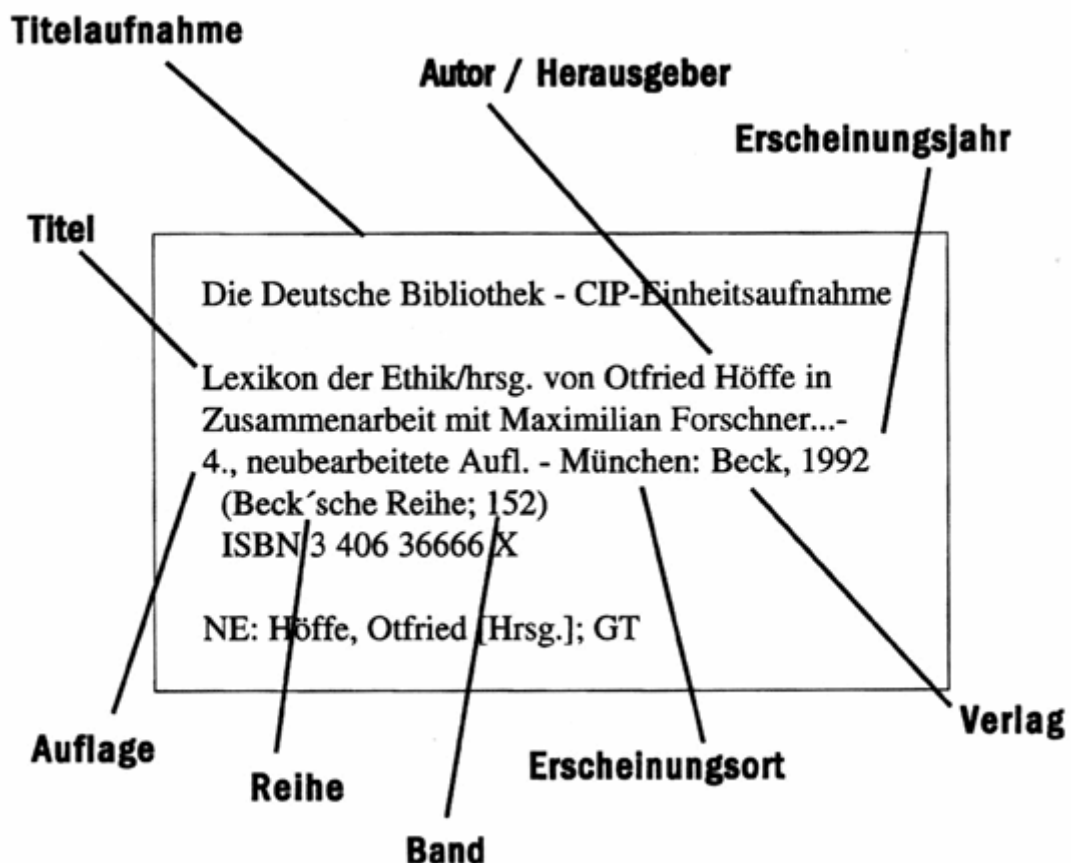 Titelaufnahme
Autor / Herausgeber
Erscheinungsjahr
Titel
Die Deutsche Bibliothek - CIP-Einheitsaufnahme
Lexikon der Ethik/hrsg. von Otfried Höffe in
Zusammenarbeit mit Maximilian Forschner...-
4., neubearbeitete Aufl. - München: Beck, 1992
(Beck´sche Reihe; 152)
ISBN 3 406 36666 X
NE: Höffe, Otfried [Hrsg.]; GT
Verlag
Auflage
Erscheinungsort
Reihe
Band